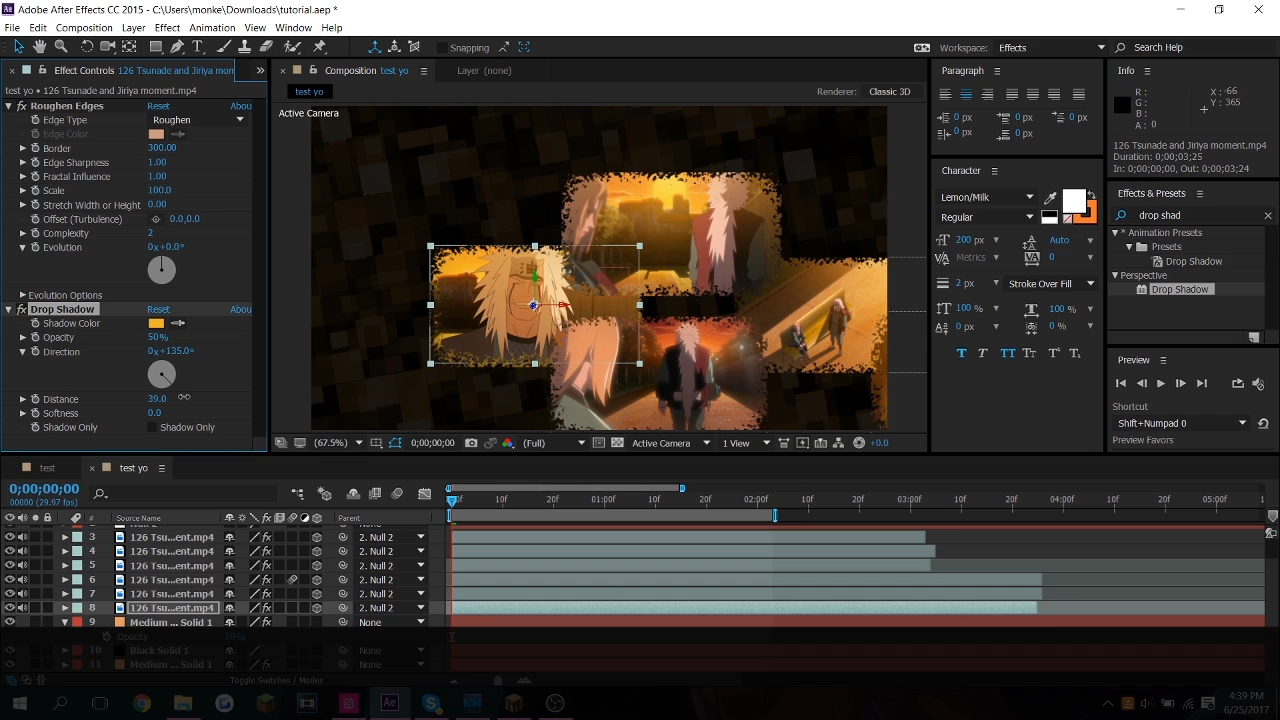 Adobe After Effects CC 2015 - C:\Users\monke\Downloads\tutorial.aep *
File Edit Composition Layer Effect Animation View Window Help
Snapping
Workspace: Effects
Search Help
Effect Controls 126 Tsunade and Jiriya mom
test yo • 126 Tsunade and Jiriya moment.mp4
Roughen Edges Reset Abou
Edge Type Roughen
Edge Color
Border 300.00
Edge Sharpness 1.00
Fractal Influence 1.00
Scale 100.0
Stretch Width or Height 0.00
Offset (Turbulence) 0.0,0.0
Complexity 2
Evolution 0x+0.0°
Evolution Options
Drop Shadow Reset Abou
Shadow Color
Opacity 50%
Direction 0x+135.0°
Distance 39.0
Softness 0.0
Shadow Only Shadow Only
Composition test yo
Layer (none)
test yo
Renderer: Classic 3D
Active Camera
(67.5%) 0;00;00;00 (Full) Active Camera 1 View +0.0
Paragraph
0 px 0 px 0 px
0 px 0 px
Character
Lemon/Milk
Regular
200 px Auto
Metrics 0
2 px Stroke Over Fill
100 % 100 %
0 px 0 %
T T TT Tt T¹ T₁
Info
R: X : -66
G: Y : 365
B:
A : 0
126 Tsunade and Jiriya moment.mp4
Duration: 0;00;03;25
In: 0;00;00;00, Out: 0;00;03;24
Effects & Presets
drop shad
* Animation Presets
Presets
Drop Shadow
Perspective
Drop Shadow
Preview
Shortcut
Shift+Numpad 0
Preview Favors
test
test yo
0;00;00;00
00000 (29.97 fps)
# Source Name Parent
0f 10f 20f 01:00f 10f 20f 02:00f 10f 20f 03:00f 10f 20f 04:00f 10f 20f 05:00f 1
3 126 Tsu...ent.mp4 2. Null 2
4 126 Tsu...ent.mp4 2. Null 2
5 126 Tsu...ent.mp4 2. Null 2
6 126 Tsu...ent.mp4 2. Null 2
7 126 Tsu...ent.mp4 2. Null 2
8 126 Tsu...ent.mp4 2. Null 2
9 Medium ... Solid 1 None
Opacity 10%
10 Black Solid 1 None
11 Medium ... Solid 1 None
Toggle Switches / Modes
4:39 PM
6/25/2017